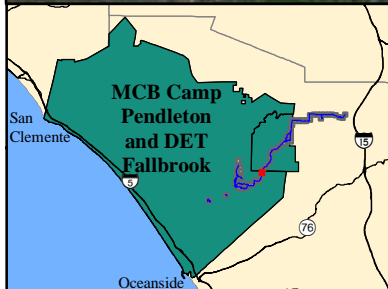 MCB Camp
Pendleton
and DET
Fallbrook
San
Clemente
5
15
76
Oceanside